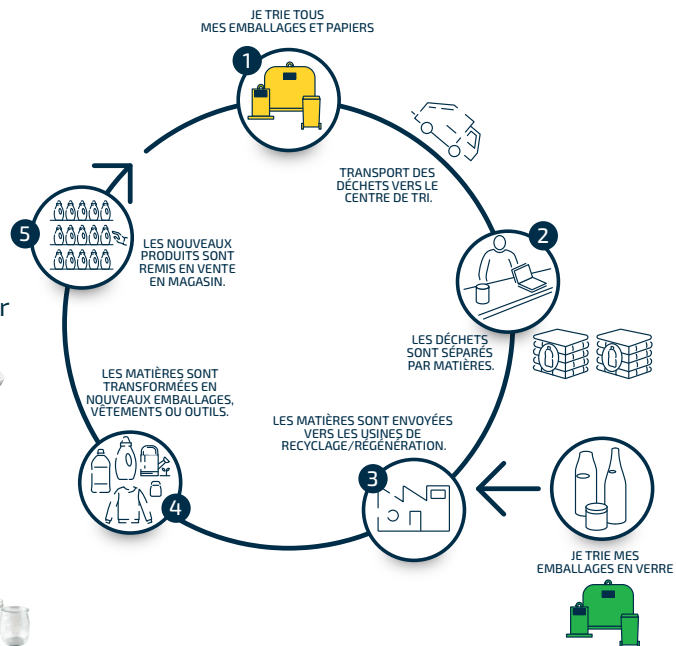 JE TRIE TOUS
MES EMBALLAGES ET PAPIERS
1
TRANSPORT DES
DÉCHETS VERS LE
CENTRE DE TRI.
2
LES DÉCHETS
SONT SÉPARÉS
PAR MATIÈRES.
LES MATIÈRES SONT ENVOYÉES
VERS LES USINES DE
RECYCLAGE/RÉGÉNÉRATION.
3
JE TRIE MES
EMBALLAGES EN VERRE
LES MATIÈRES SONT
TRANSFORMÉES EN
NOUVEAUX EMBALLAGES,
VÊTEMENTS OU OUTILS.
4
5
LES NOUVEAUX
PRODUITS SONT
REMIS EN VENTE
EN MAGASIN.
r